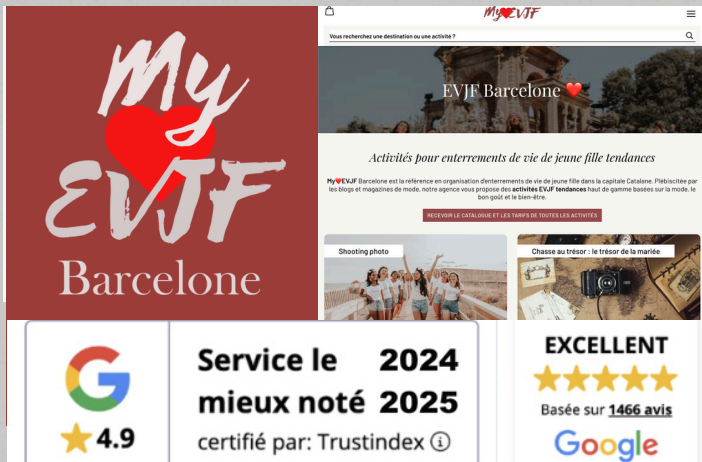 My
EVJF
Barcelone
My EVJF
Vous recherchez une destination ou une activité ?
EVJF Barcelone ❤️
Activités pour enterrements de vie de jeune fille tendances
My❤️EVJF Barcelone est la référence en organisation d'enterrements de vie de jeune fille dans la capitale Catalane. Plébiscitée par
les blogs et magazines de mode, notre agence vous propose des activités EVJF tendances haut de gamme basées sur la mode, le
bon goût et le bien-être.
RECEVOIR LE CATALOGUE ET LES TARIFS DE TOUTES LES ACTIVITÉS
Shooting photo
Chasse au trésor : le trésor de la mariée
G
4.9
Service le 2024
mieux noté 2025
certifié par: Trustindex
EXCELLENT
Basée sur 1466 avis
Google